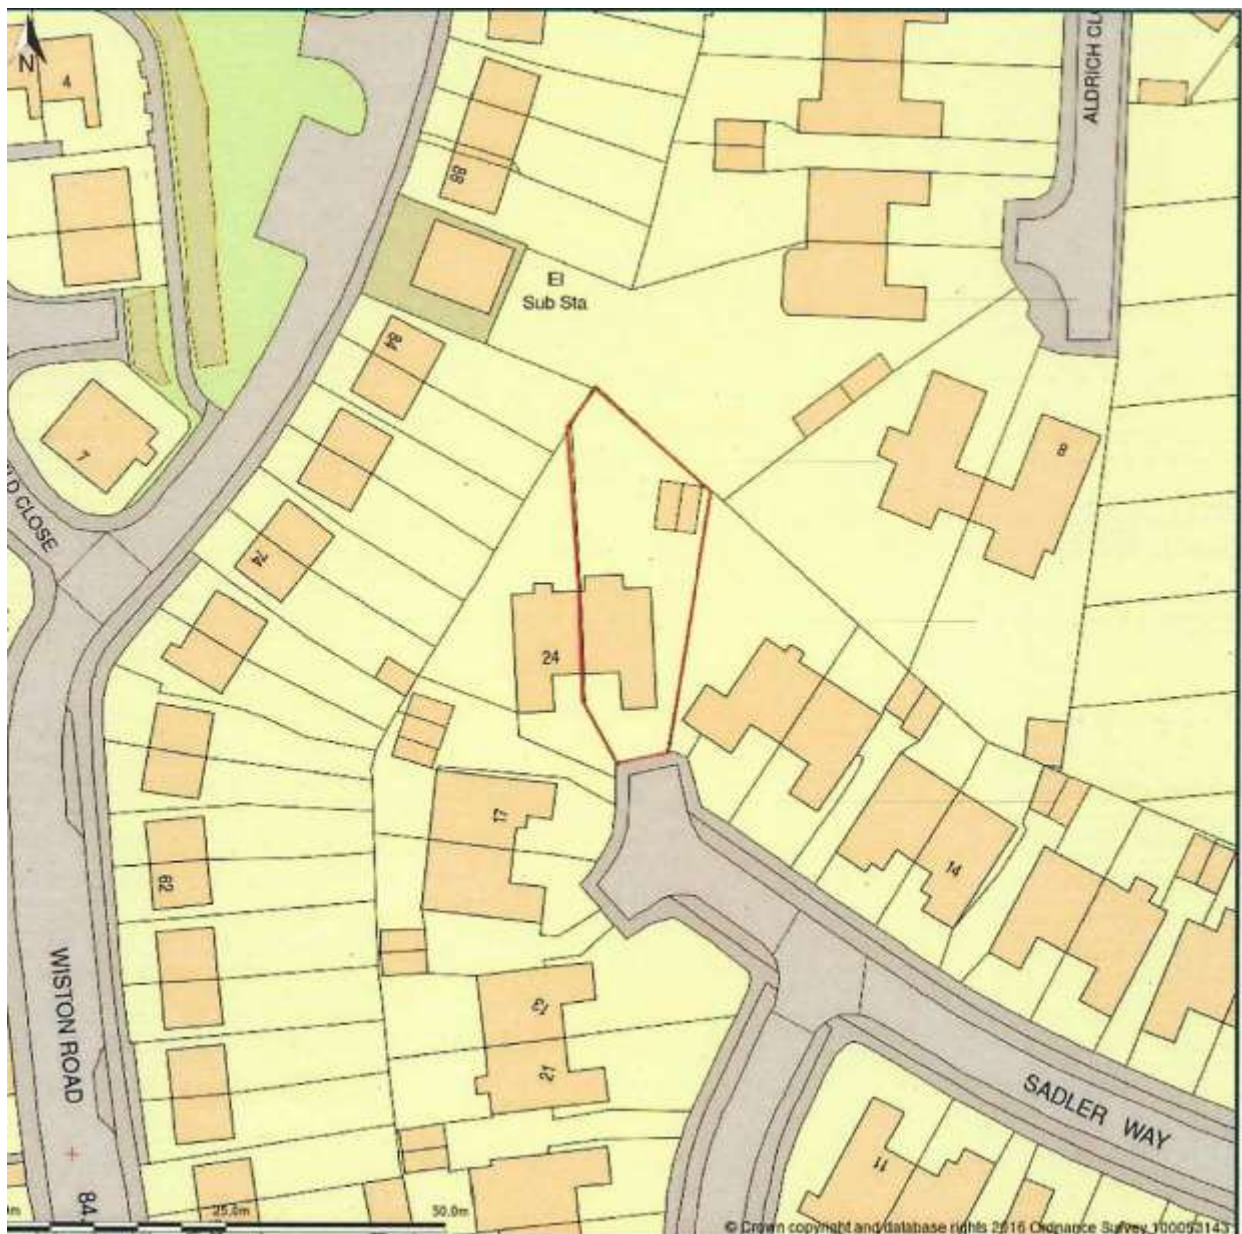 N
4
ALDRICH CL
88
El
Sub Sta
84
8
7
D CLOSE
74
24
17
62
14
13
21
WISTON ROAD
SADLER WAY
11
84.
25.0m
50.0m
© Crown copyright and database rights 2016 Ordnance Survey 100053143